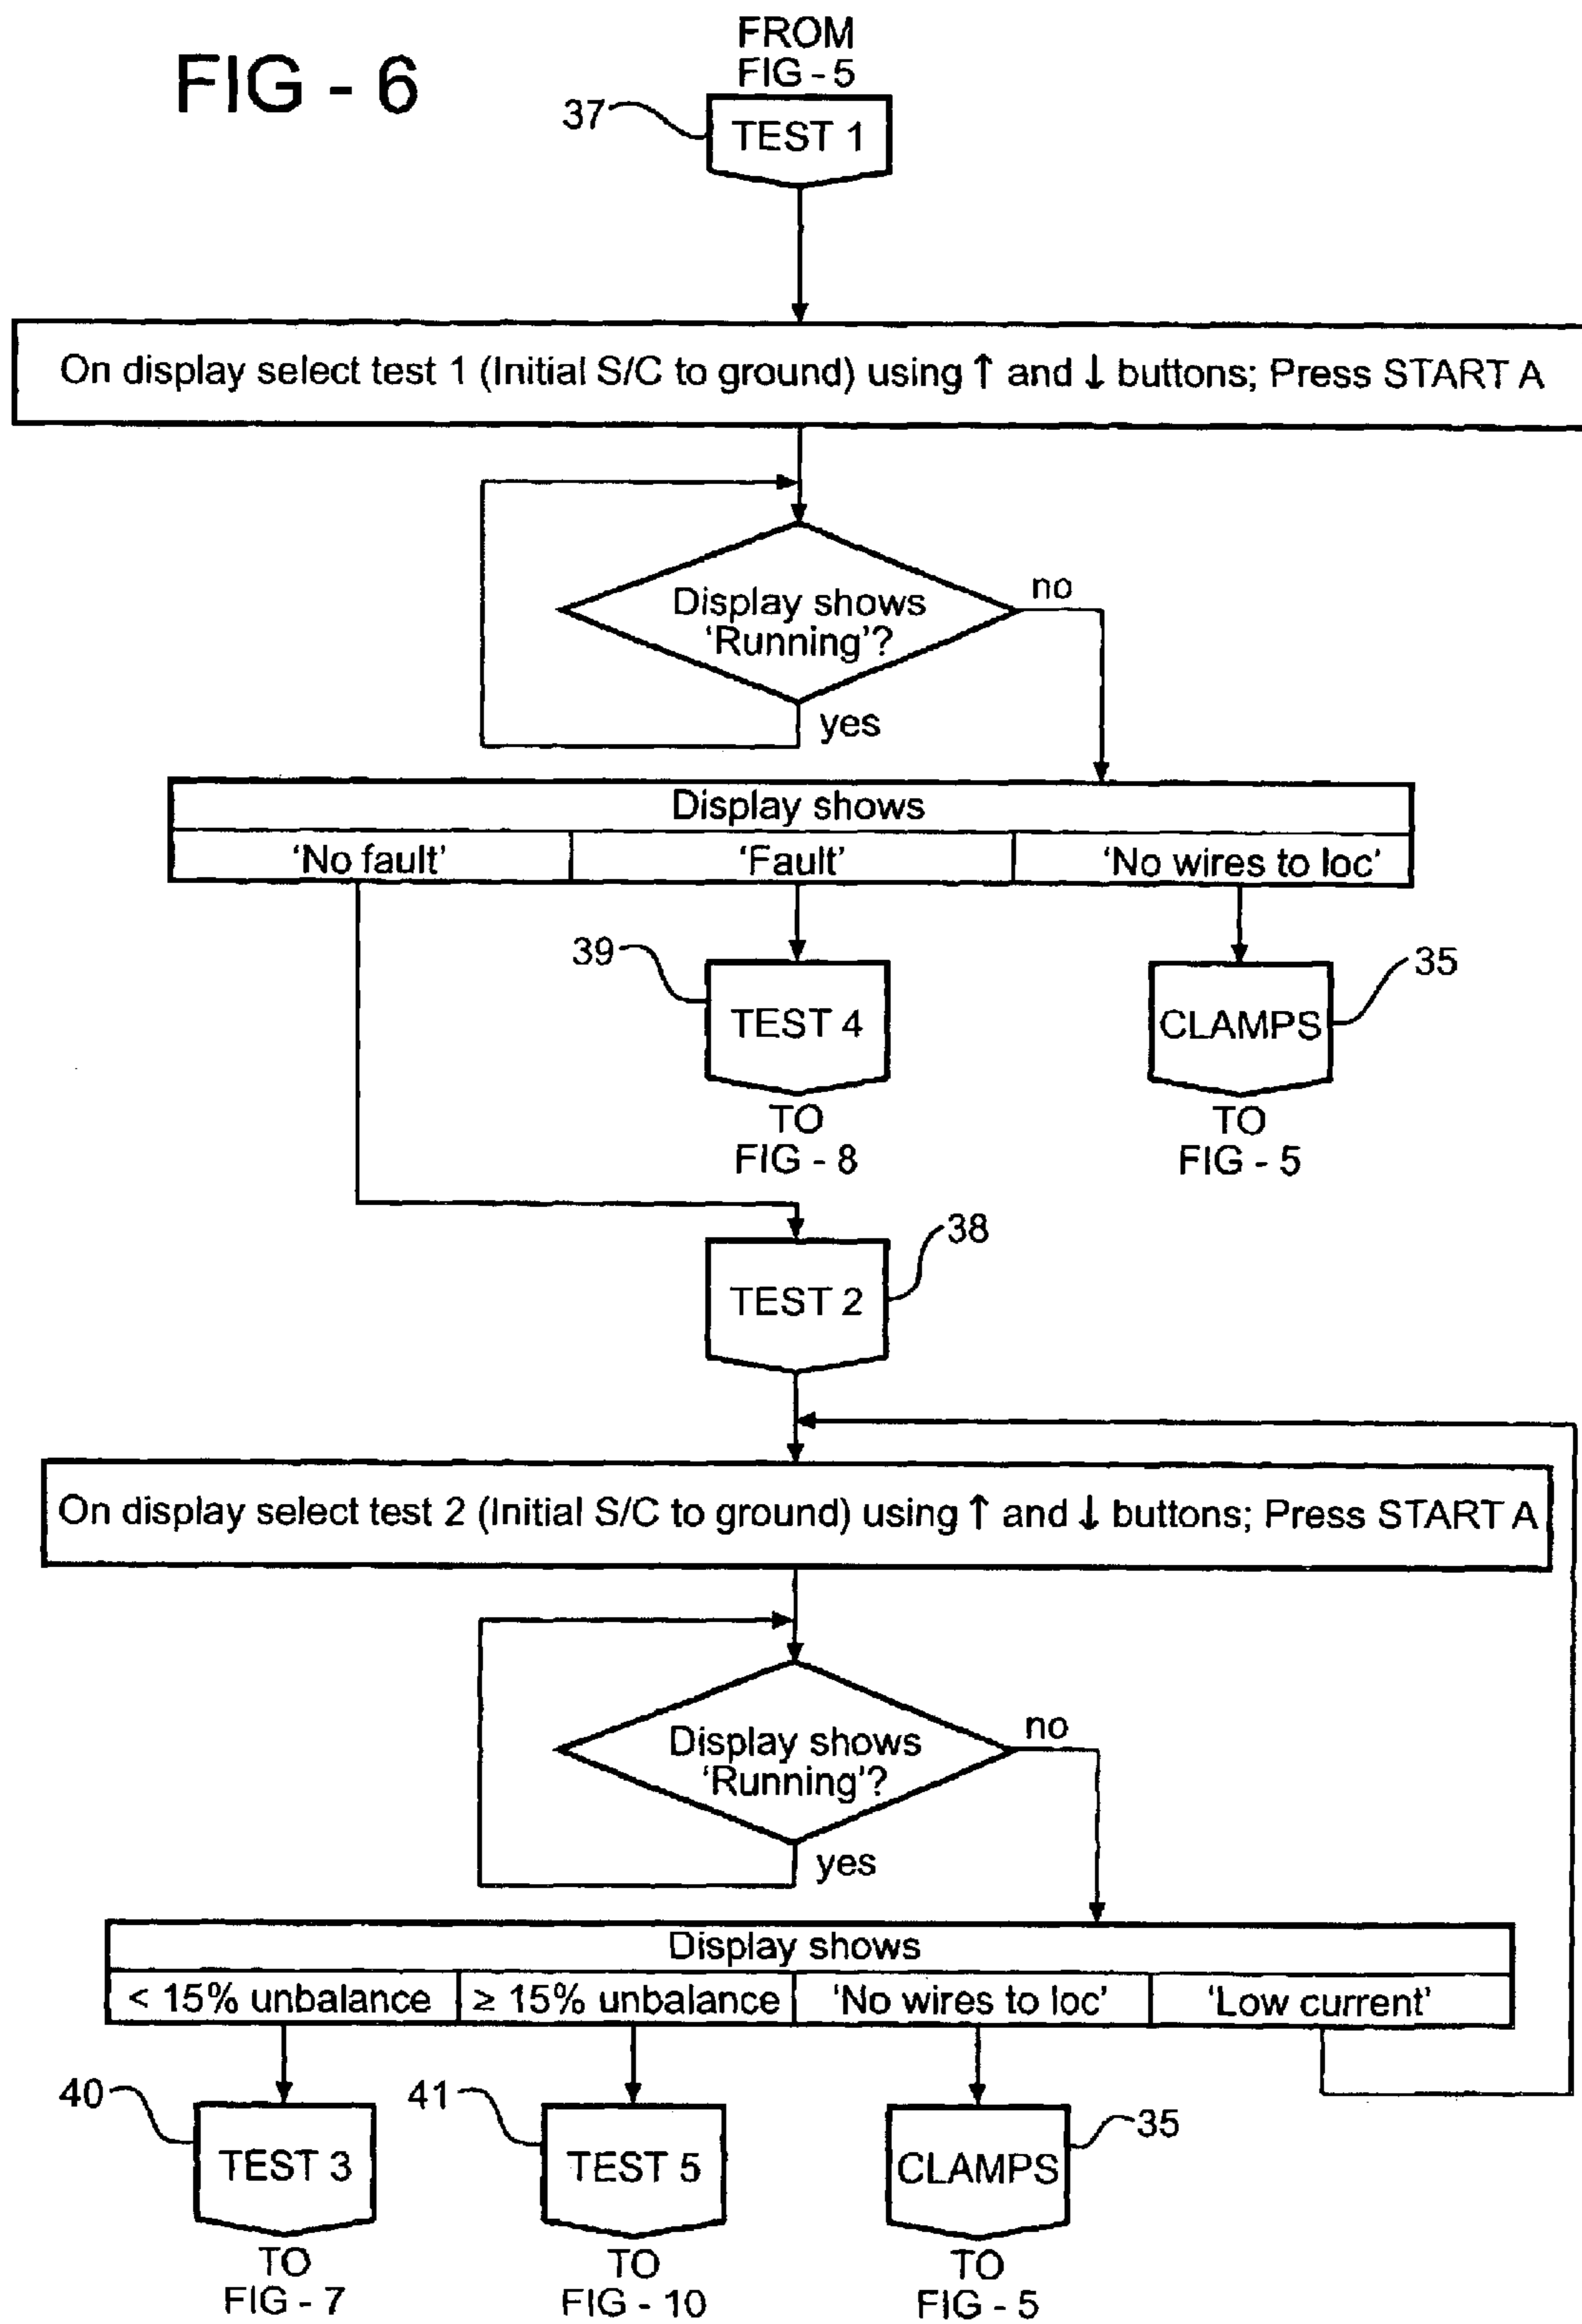 FIG - 6
FROM
FIG - 5
37
TEST 1
On display select test 1 (Initial S/C to ground) using ↑ and ↓ buttons; Press START A
Display shows
'Running'?
no
yes
Display shows
'No fault'
'Fault'
'No wires to loc'
39
TEST 4
TO
FIG - 8
35
CLAMPS
TO
FIG - 5
38
TEST 2
On display select test 2 (Initial S/C to ground) using ↑ and ↓ buttons; Press START A
Display shows
'Running'?
no
yes
Display shows
< 15% unbalance
≥ 15% unbalance
'No wires to loc'
'Low current'
40
TEST 3
TO
FIG - 7
41
TEST 5
TO
FIG - 10
35
CLAMPS
TO
FIG - 5